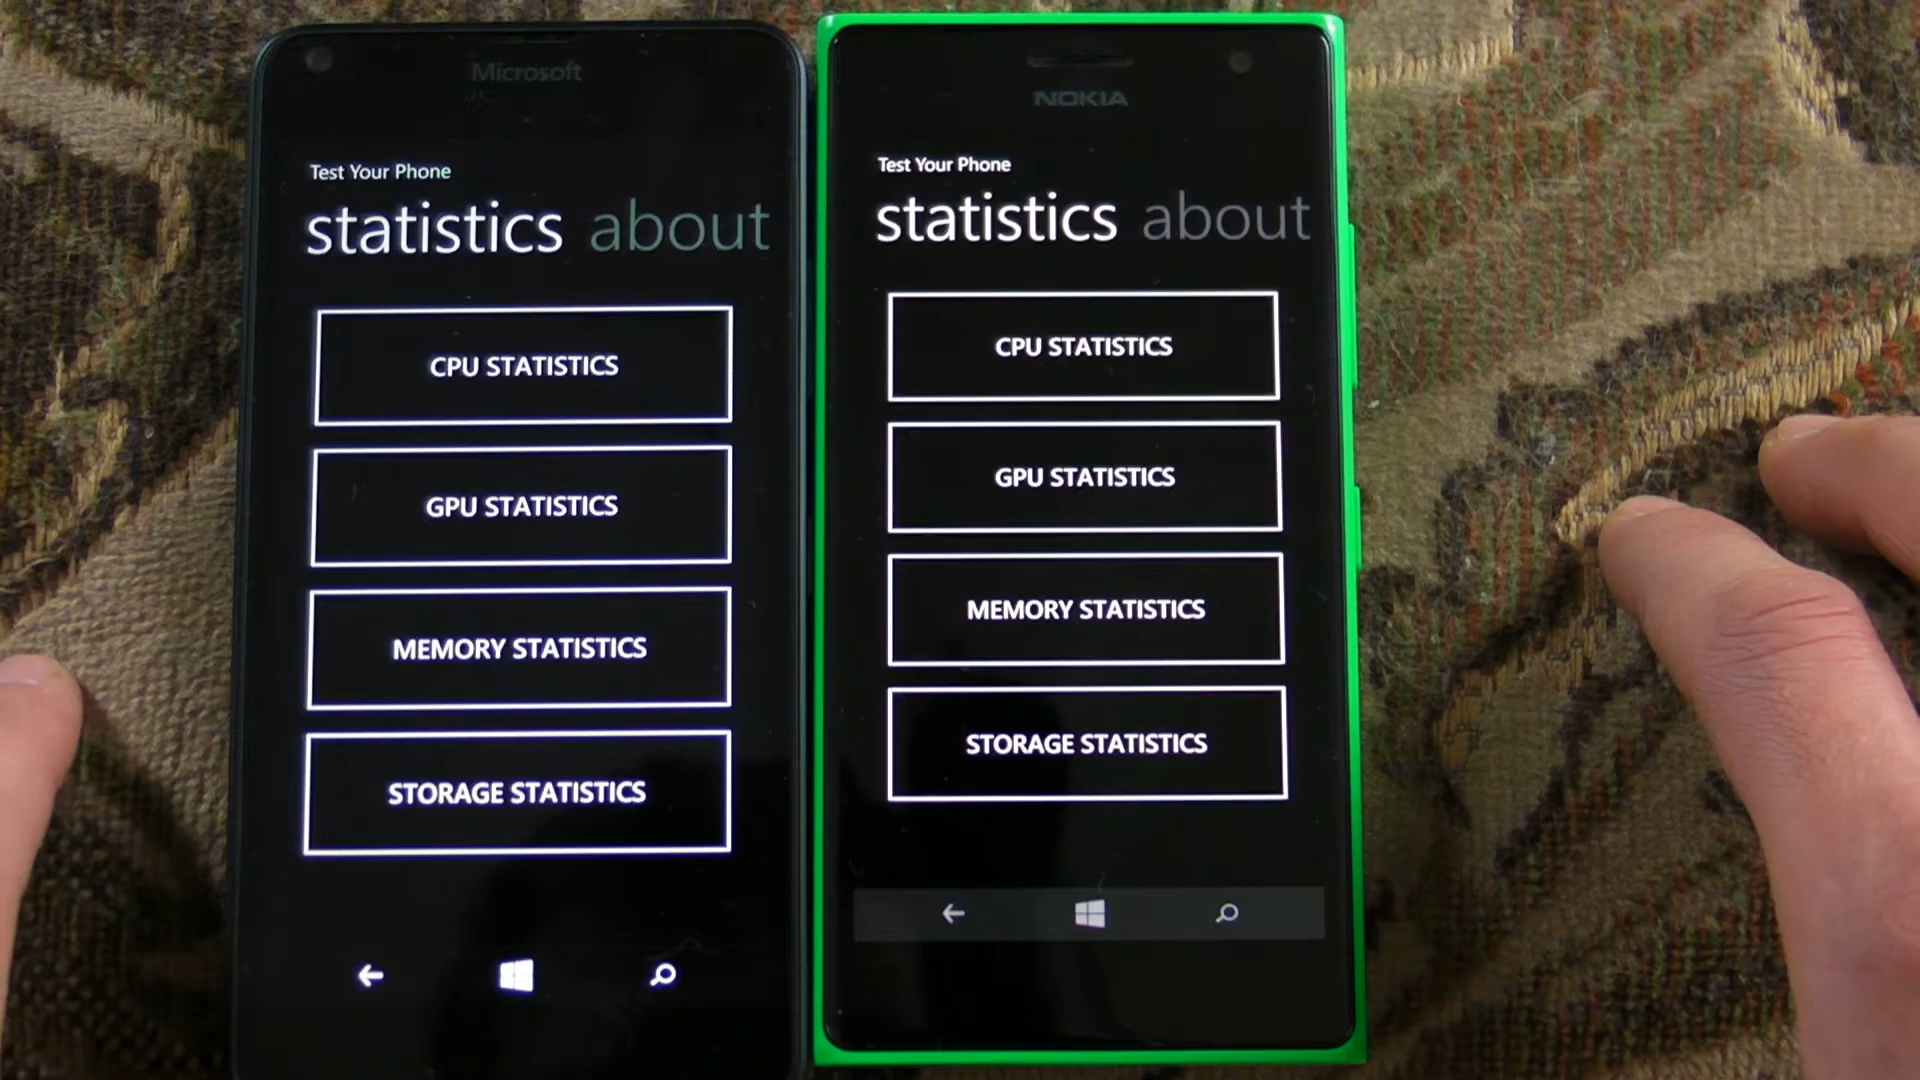 Microsoft
Test Your Phone
statistics about
CPU STATISTICS
GPU STATISTICS
MEMORY STATISTICS
STORAGE STATISTICS
NOKIA
Test Your Phone
statistics about
CPU STATISTICS
GPU STATISTICS
MEMORY STATISTICS
STORAGE STATISTICS